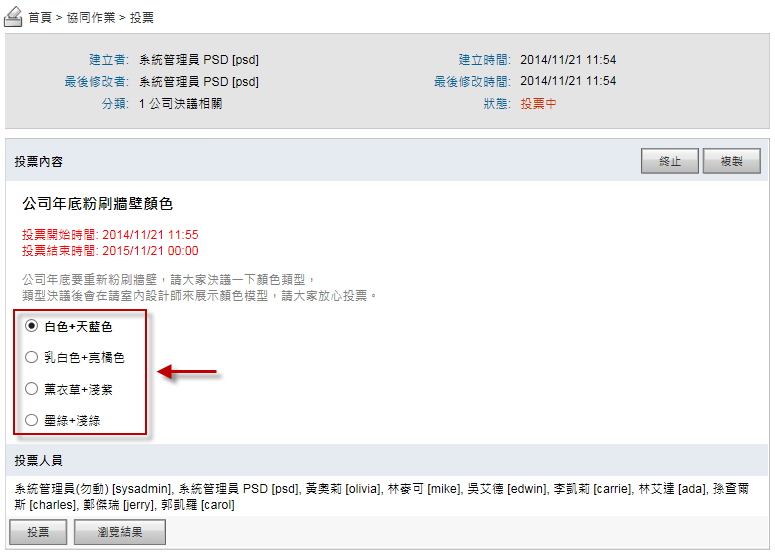 首頁 > 協同作業 > 投票
建立者: 系統管理員 PSD [psd] 建立時間: 2014/11/21 11:54
最後修改者: 系統管理員 PSD [psd] 最後修改時間: 2014/11/21 11:54
分類: 1 公司決議相關 狀態: 投票中
投票內容 終止 複製
公司年底粉刷牆壁顏色
投票開始時間: 2014/11/21 11:55
投票結束時間: 2015/11/21 00:00
公司年底要重新粉刷牆壁，請大家決議一下顏色類型，
類型決議後會在請室內設計師來展示顏色模型，請大家放心投票。
白色+天藍色
乳白色+亮橘色
薰衣草+淺紫
墨綠+淺綠
投票人員
系統管理員(勿動) [sysadmin], 系統管理員 PSD [psd], 黃奧莉 [olivia], 林麥可 [mike], 吳艾德 [edwin], 李凱莉 [carrie], 林艾達 [ada], 孫查爾
斯 [charles], 鄭傑瑞 [jerry], 郭凱羅 [carol]
投票 瀏覽結果